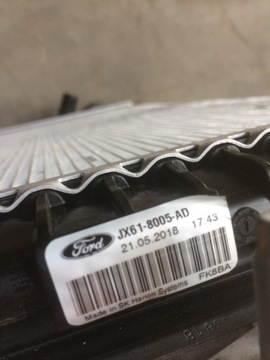 Ford
JX61-8005-AD
21.05.2018 17:43
FK8BA
Made in SK Hanon Systems